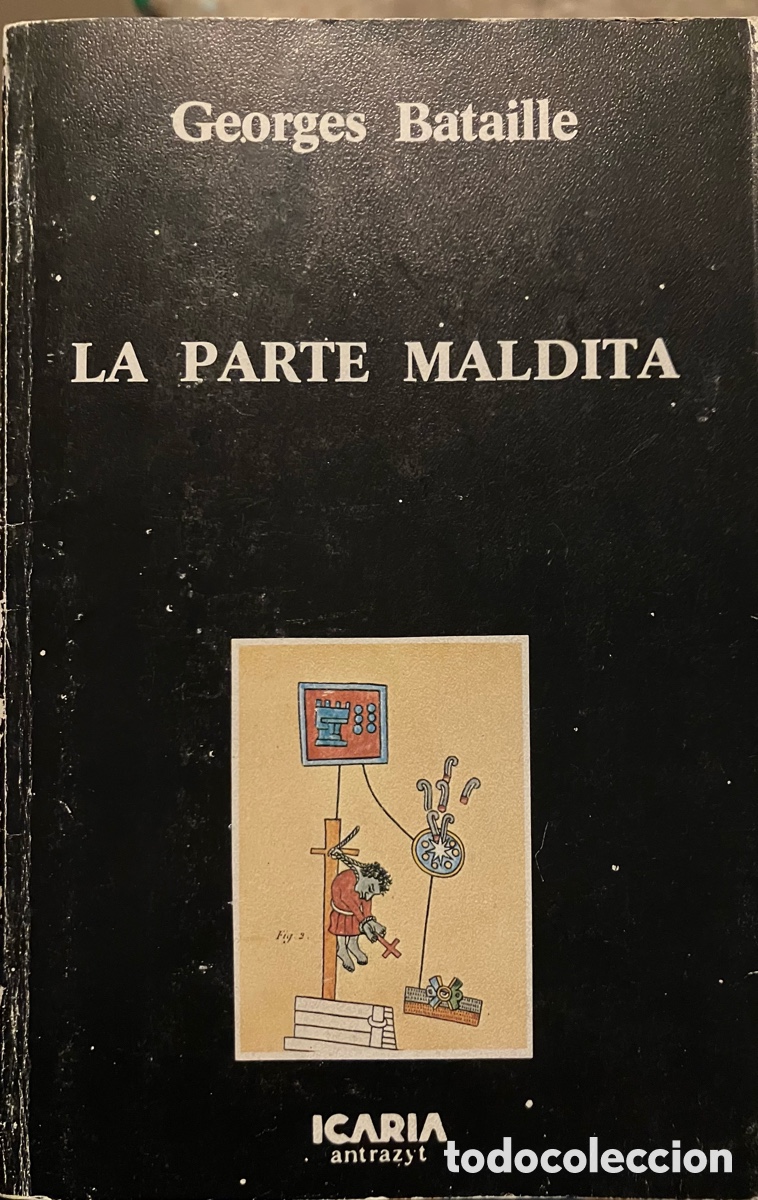 Georges Bataille
LA PARTE MALDITA
Fig. 2.
ICARIA
antrazyt
todocoleccion